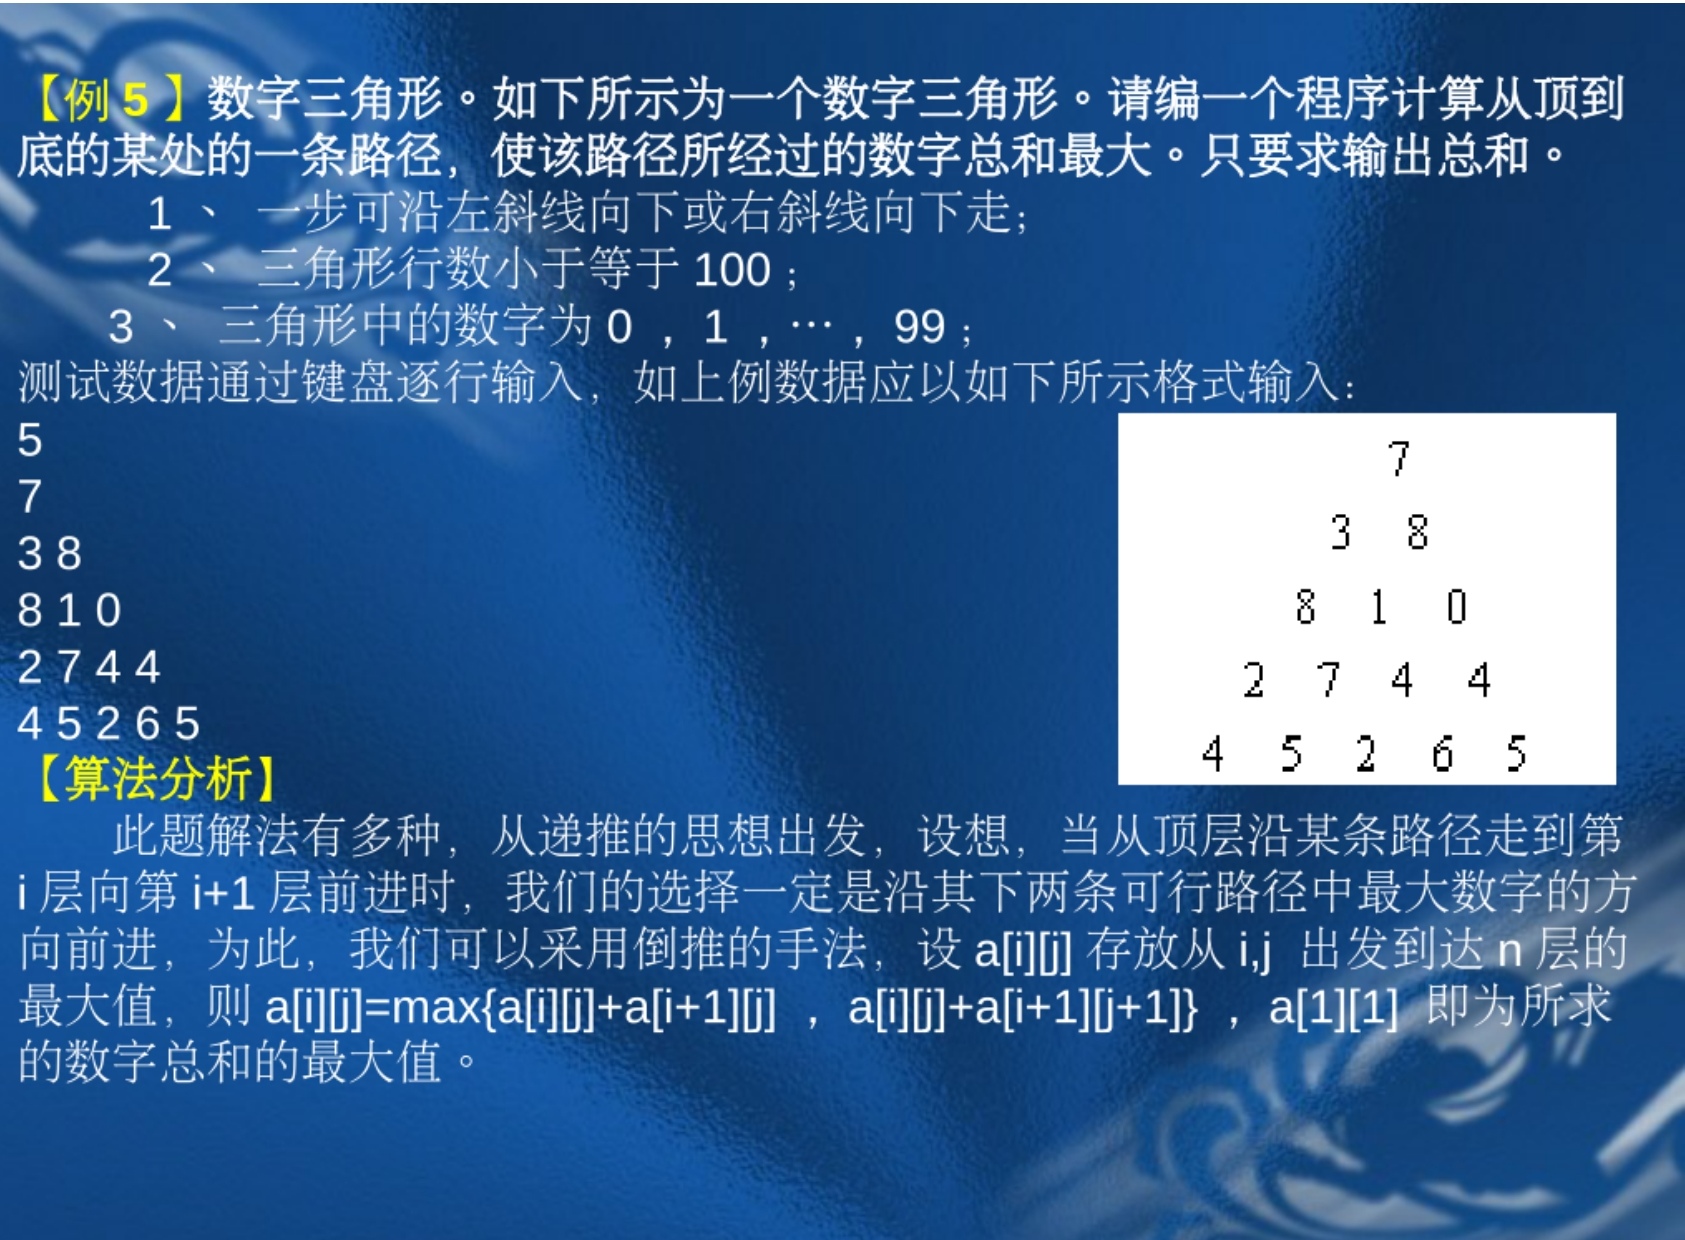 【例5】数字三角形。如下所示为一个数字三角形。请编一个程序计算从顶到
底的某处的一条路径，使该路径所经过的数字总和最大。只要求输出总和。
1、 一步可沿左斜线向下或右斜线向下走；
2、 三角形行数小于等于100；
3、 三角形中的数字为0，1，…，99；
测试数据通过键盘逐行输入，如上例数据应以如下所示格式输入：
5
7
3 8
8 1 0
2 7 4 4
4 5 2 6 5
7
3 8
8 1 0
2 7 4 4
4 5 2 6 5
【算法分析】
此题解法有多种，从递推的思想出发，设想，当从顶层沿某条路径走到第
i层向第i+1层前进时，我们的选择一定是沿其下两条可行路径中最大数字的方
向前进，为此，我们可以采用倒推的手法，设a[i][j]存放从i,j 出发到达n层的
最大值，则a[i][j]=max{a[i][j]+a[i+1][j]，a[i][j]+a[i+1][j+1]}，a[1][1] 即为所求
的数字总和的最大值。